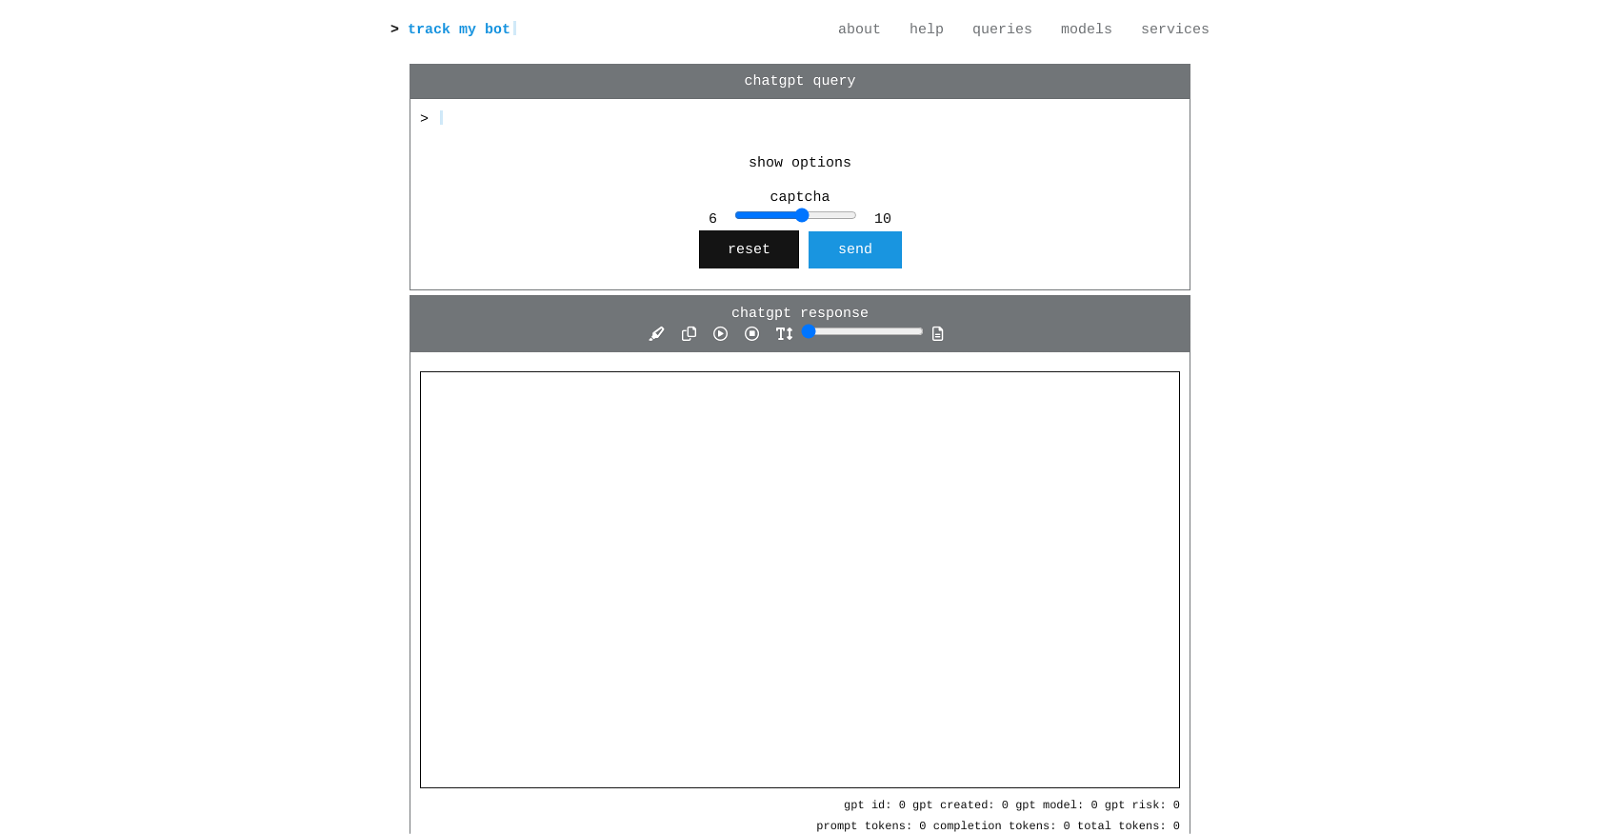 > track my bot
about help queries models services
chatgpt query
>
show options
captcha
6 10
reset send
chatgpt response
gpt id: 0 gpt created: 0 gpt model: 0 gpt risk: 0
prompt tokens: 0 completion tokens: 0 total tokens: 0